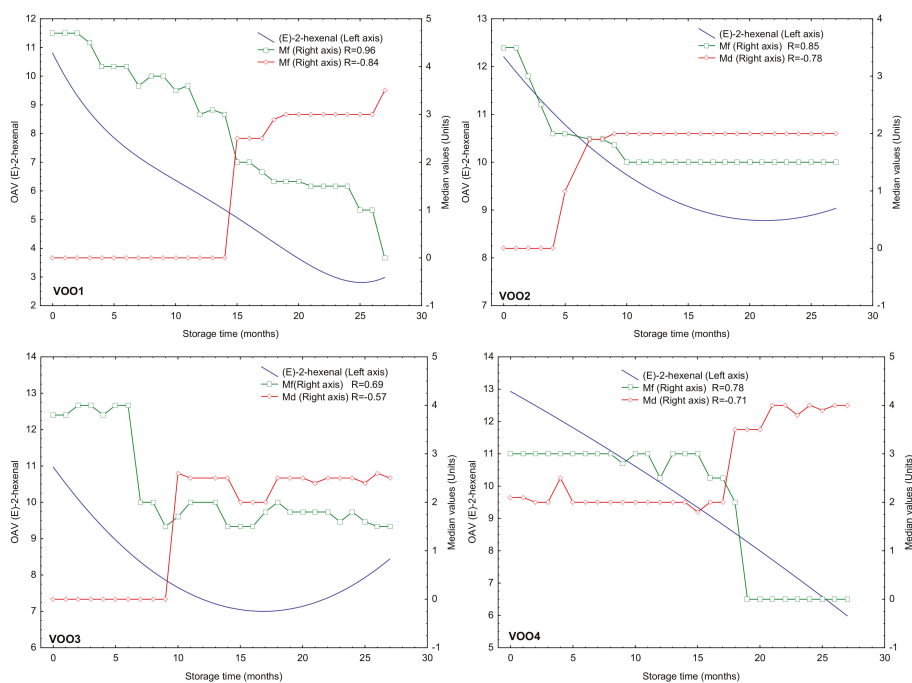 (E)-2-hexenal (Left axis)
Mf (Right axis) R=0.96
Mf (Right axis) R=-0.84
OAV (E)-2-hexenal
12
11
10
9
8
7
6
5
4
3
2
5
4
3
2
1
0
-1
Median values (Units)
VOO1
0 5 10 15 20 25 30
Storage time (months)
(E)-2-hexenal (Left axis)
Mf (Right axis) R=0.85
Md (Right axis) R=-0.78
OAV (E)-2-hexenal
13
12
11
10
9
8
7
4
3
2
1
0
-1
Median values (Units)
VOO2
0 5 10 15 20 25 30
Storage time (months)
(E)-2-hexenal (Left axis)
Mf(Right axis) R=0.69
Md (Right axis) R=-0.57
OAV (E)-2-hexenal
14
13
12
11
10
9
8
7
6
5
4
3
2
1
0
-1
Median values (Units)
VOO3
0 5 10 15 20 25 30
Storage time (months)
(E)-2-hexenal (Left axis)
Mf (Right axis) R=0.78
Md (Right axis) R=-0.71
OAV (E)-2-hexenal
14
13
12
11
10
9
8
7
6
5
5
4
3
2
1
0
-1
Median values (Units)
VOO4
0 5 10 15 20 25 30
Storage time (months)